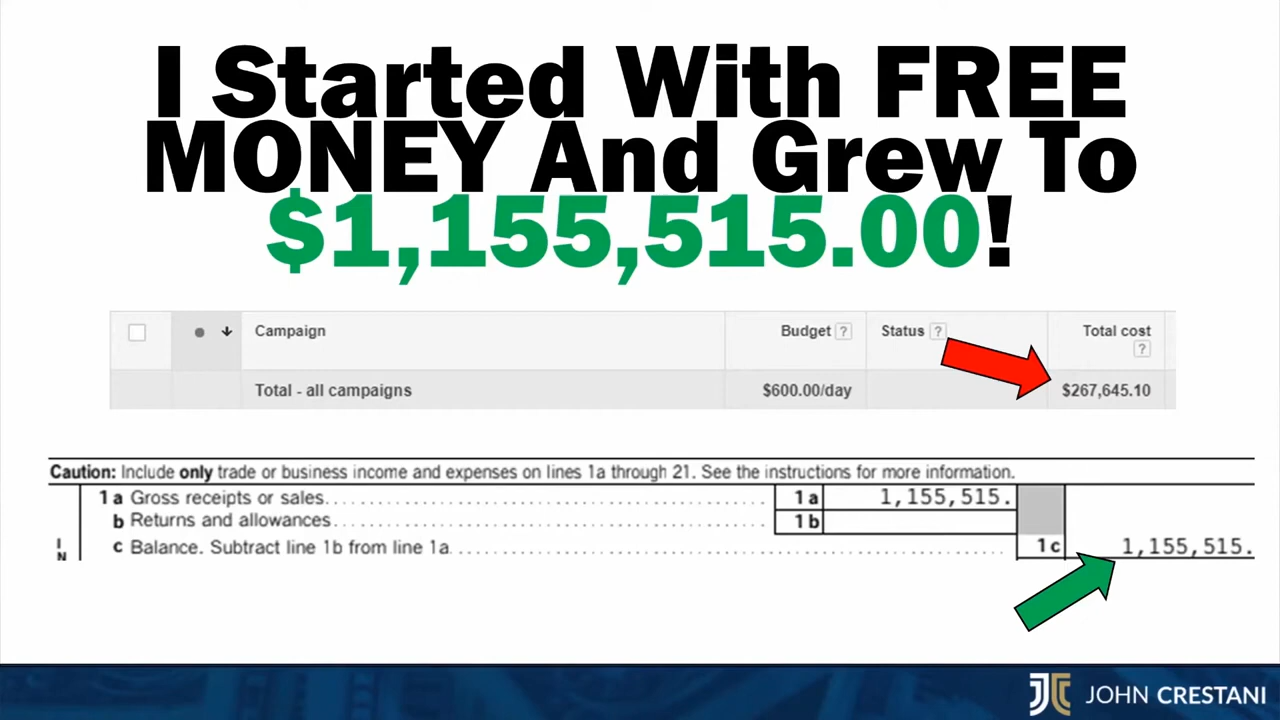 I Started With FREE
MONEY And Grew To
$1,155,515.00!
Campaign Budget ? Status ? Total cost
?
Total - all campaigns $600.00/day $267,645.10
Caution: Include only trade or business income and expenses on lines 1a through 21. See the instructions for more information.
1a Gross receipts or sales 1a 1,155,515.
b Returns and allowances 1b
I
N
c Balance. Subtract line 1b from line 1a 1c 1,155,515.
JC JOHN CRESTANI